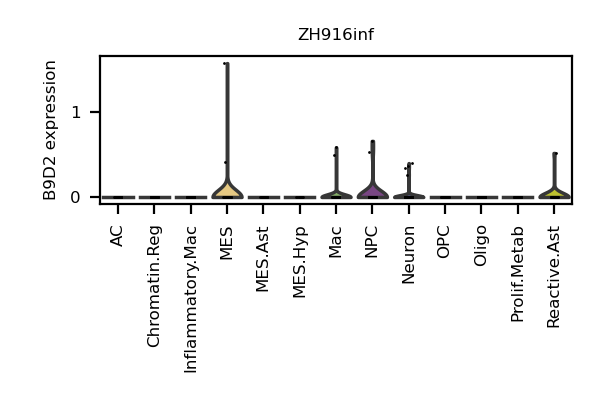 ZH916inf
B9D2 expression
1
0
AC
Chromatin.Reg
Inflammatory.Mac
MES
MES.Ast
MES.Hyp
Mac
NPC
Neuron
OPC
Oligo
Prolif.Metab
Reactive.Ast